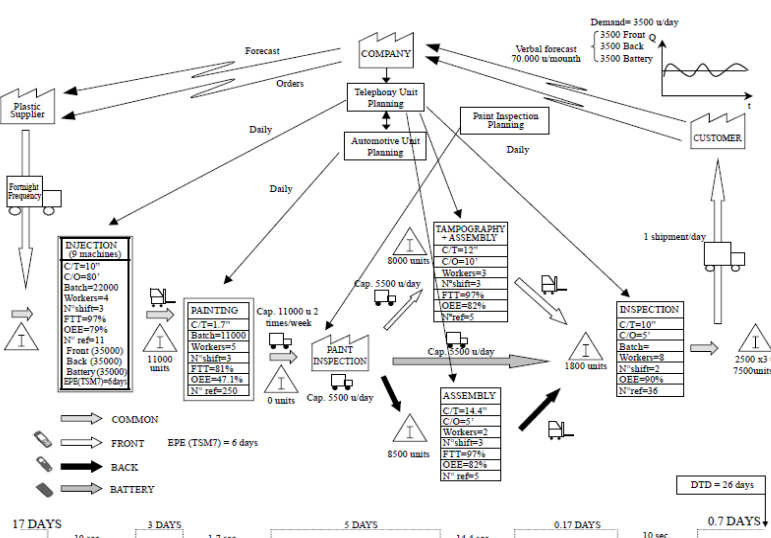 Demand= 3500 u/day
3500 Front
3500 Back
3500 Battery
Q
t
Verbal forecast
70.000 u/mounth
Forecast
Orders
COMPANY
Telephony Unit
Planning
Automotive Unit
Planning
Paint Inspection
Planning
Plastic
Supplier
CUSTOMER
Daily
Daily
Daily
Fortnight
Frequency
1 shipment/day
INJECTION
(9 machines)
C/T=10"
C/O=80'
Batch=22000
Workers=4
N°shift=3
FTT=97%
OEE=79%
N° ref=11
Front (35000)
Back (35000)
Battery(35000)
EPE(TSM7)=6days
I
I
11000
units
PAINTING
C/T=1.7"
Batch=11000
Workers=5
N°shift=3
FTT=81%
OEE=47.1%
N° ref=250
Cap. 11000 u 2
times/week
I
0 units
PAINT
INSPECTION
Cap. 5500 u/day
Cap. 5500 u/day
I
8000 units
TAMPOGRAPHY
+ ASSEMBLY
C/T=12"
C/O=10'
Workers=3
N°shift=3
FTT=97%
OEE=82%
N°ref=5
Cap. 5500 u/day
I
8500 units
ASSEMBLY
C/T=14.4"
C/O=5'
Workers=2
N°shift=3
FTT=97%
OEE=82%
N° ref=5
I
1800 units
INSPECTION
C/T=10"
C/O=5'
Batch=
Workers=8
N°shift=2
OEE=90%
N°ref=36
I
2500 x3
7500units
COMMON
FRONT
EPE (TSM7) = 6 days
BACK
BATTERY
DTD = 26 days
17 DAYS
3 DAYS
5 DAYS
0.17 DAYS
0.7 DAYS
10 sec
1.7 sec
14.4 sec
10 sec